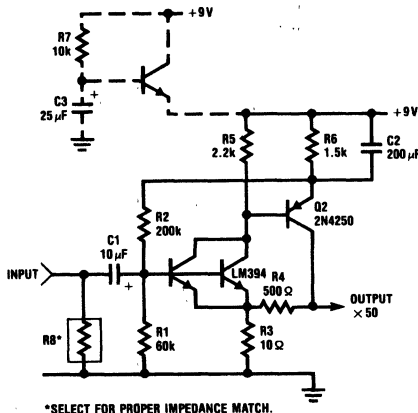 +9V
R7
10k
C3
25 µF
+
+9V
R5
2.2k
R6
1.5k
C2
200 µF
R2
200k
Q2
2N4250
C1
10 µF
INPUT
+
LM394
R4
500 Ω
OUTPUT
× 50
R8*
R1
60k
R3
10 Ω
*SELECT FOR PROPER IMPEDANCE MATCH.